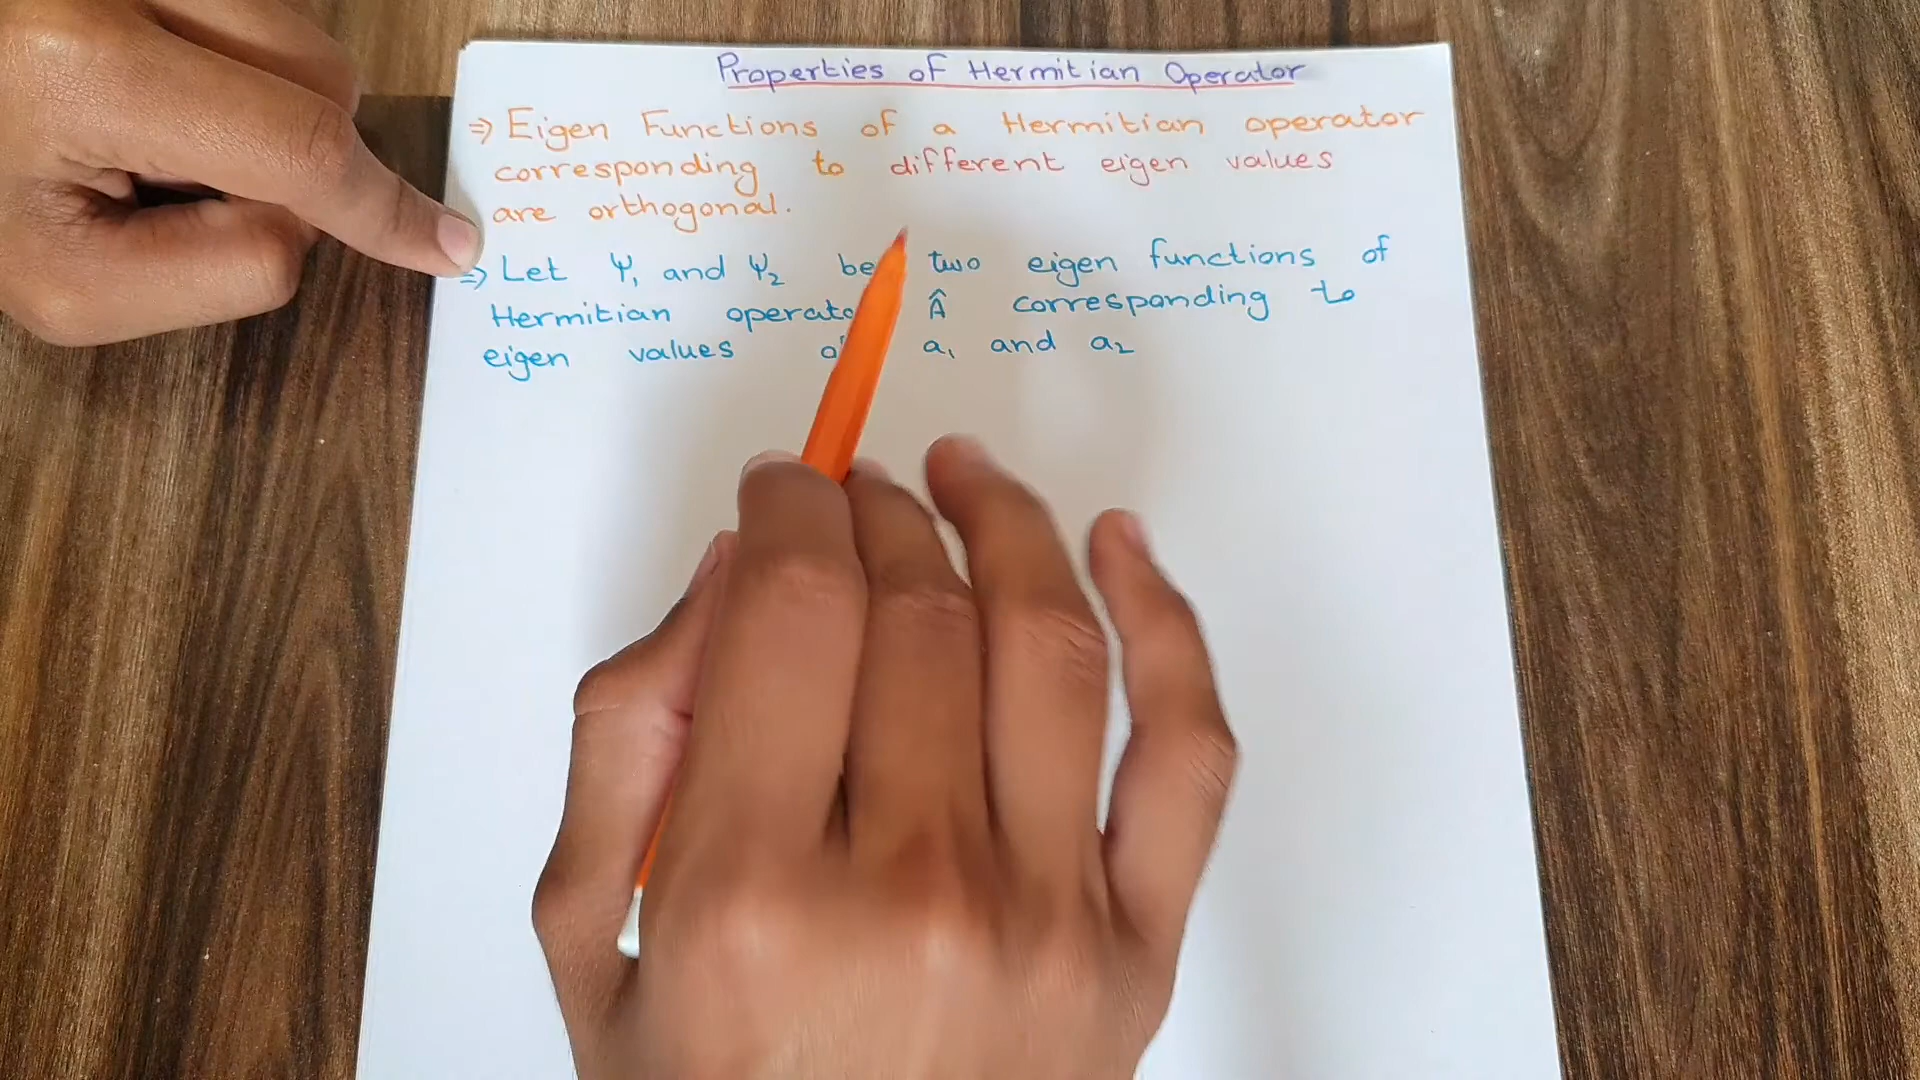 Properties of Hermitian Operator
⇒ Eigen Functions of a Hermitian operator
corresponding to different eigen values
are orthogonal.
⇒ Let Ψ₁ and Ψ₂ be two eigen functions of
Hermitian operato Â corresponding to
eigen values a₁ and a₂